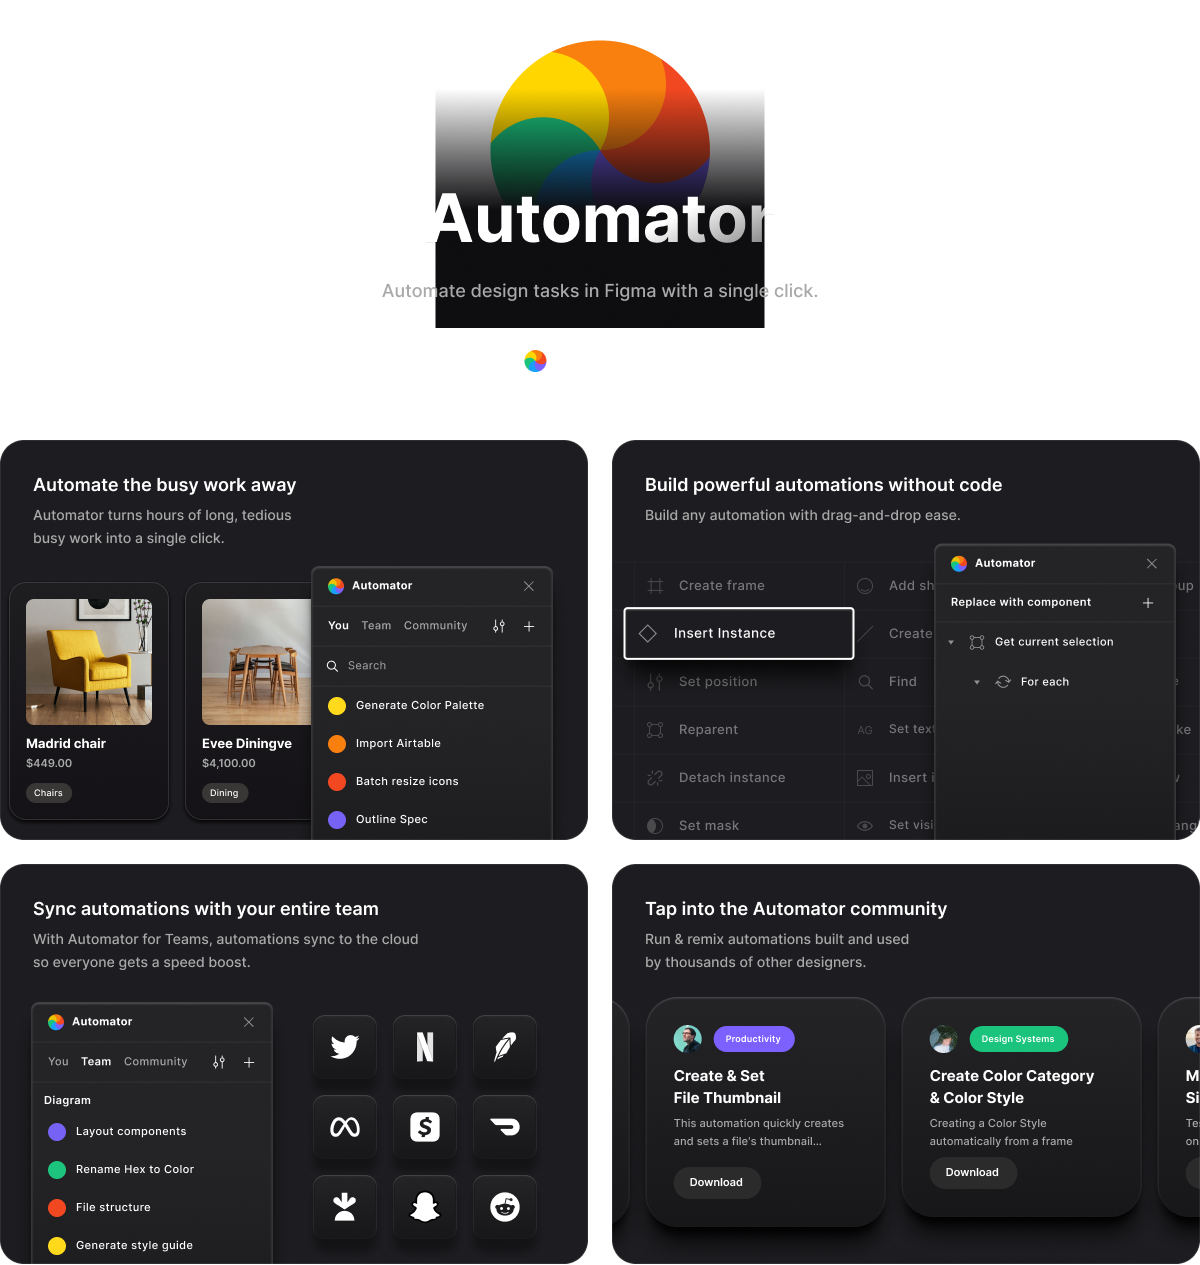 Automator
Automate design tasks in Figma with a single click.
Automate the busy work away
Automator turns hours of long, tedious
busy work into a single click.
Madrid chair
$449.00
Chairs
Evee Diningve
$4,100.00
Dining
Automator
You Team Community
Search
Generate Color Palette
Import Airtable
Batch resize icons
Outline Spec
Build powerful automations without code
Build any automation with drag-and-drop ease.
Create frame
Add sh
oup
Insert Instance
Create
Set position
Find
Reparent
AG Set text
ke
Detach instance
Insert i
Set mask
Set visi
ang
Automator
Replace with component
Get current selection
For each
Sync automations with your entire team
With Automator for Teams, automations sync to the cloud
so everyone gets a speed boost.
Automator
You Team Community
Diagram
Layout components
Rename Hex to Color
File structure
Generate style guide
N
$
Tap into the Automator community
Run & remix automations built and used
by thousands of other designers.
Productivity
Create & Set
File Thumbnail
This automation quickly creates
and sets a file's thumbnail...
Download
Design Systems
Create Color Category
& Color Style
Creating a Color Style
automatically from a frame
Download
M
Si
Tes
on